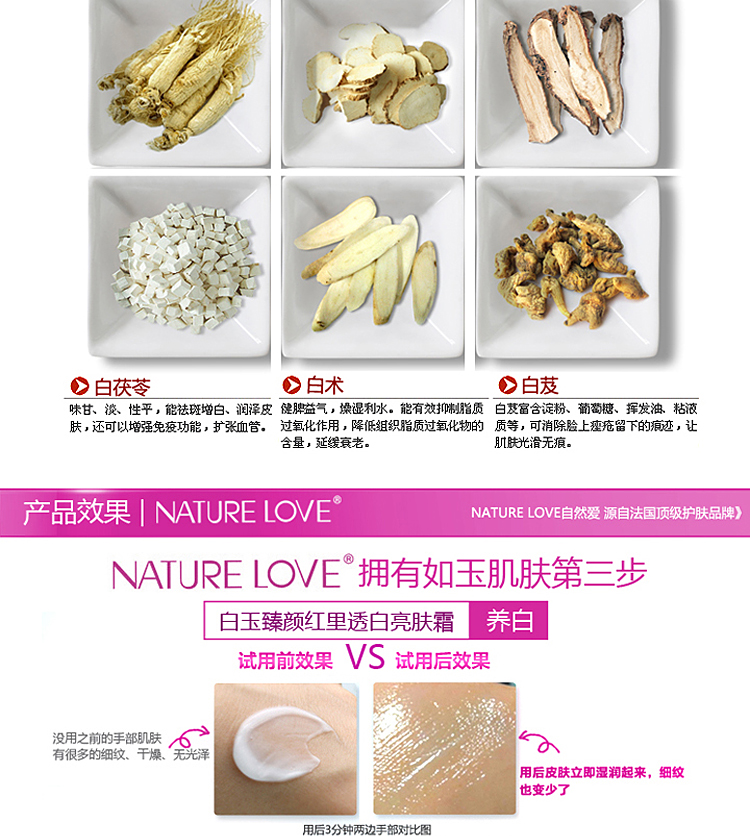 白茯苓
味甘、淡、性平，能祛斑增白、润泽皮
肤，还可以增强免疫功能，扩张血管。
白术
健脾益气，燥湿利水。能有效抑制脂质
过氧化作用，降低组织脂质过氧化物的
含量，延缓衰老。
白芨
白芨富含淀粉、葡萄糖、挥发油、粘液
质等，可消除脸上痤疮留下的痕迹，让
肌肤光滑无痕。
产品效果 | NATURE LOVE®
NATURE LOVE自然爱 源自法国顶级护肤品牌》
NATURE LOVE®拥有如玉肌肤第三步
白玉臻颜红里透白亮肤霜 养白
试用前效果 VS 试用后效果
没用之前的手部肌肤
有很多的细纹、干燥、无光泽
用后皮肤立即湿润起来，细纹
也变少了
用后3分钟两边手部对比图